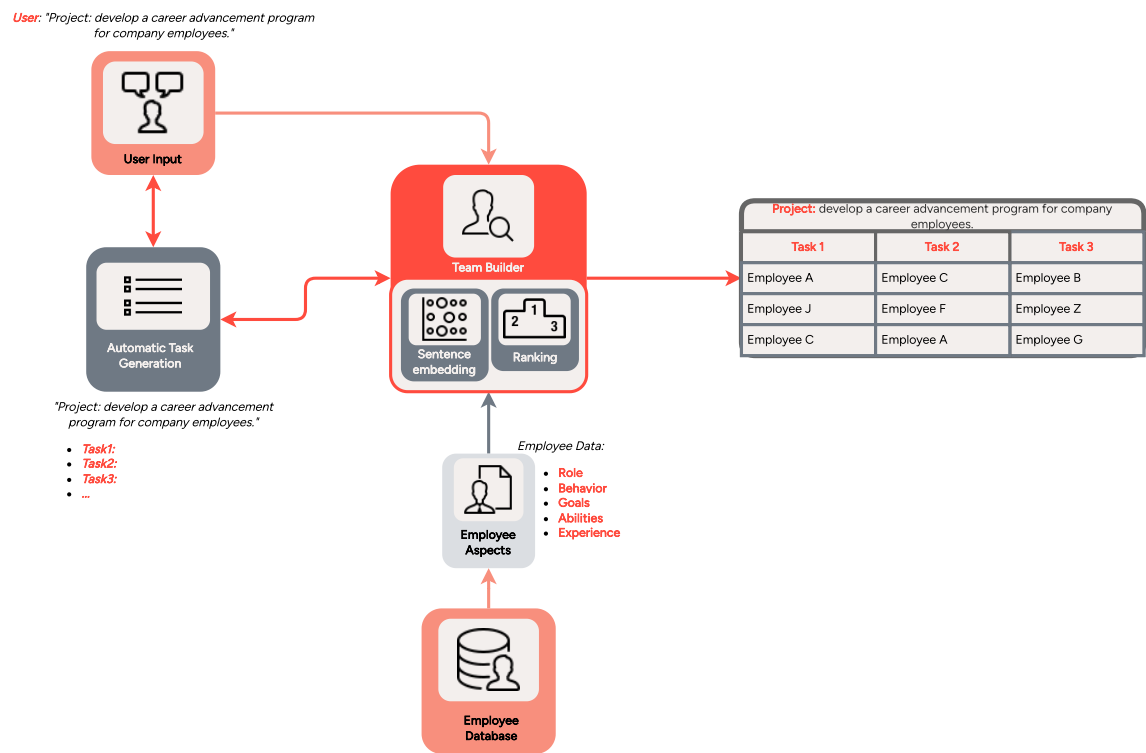 User: "Project: develop a career advancement program
for company employees."
User Input
Automatic Task
Generation
"Project: develop a career advancement
program for company employees."
• Task1:
• Task2:
• Task3:
• ...
Team Builder
Sentence
embedding
1
2
3
Ranking
Employee Data:
• Role
• Behavior
• Goals
• Abilities
• Experience
Employee
Aspects
Employee
Database
Project: develop a career advancement program for company
employees.
Task 1 Task 2 Task 3
Employee A Employee C Employee B
Employee J Employee F Employee Z
Employee C Employee A Employee G